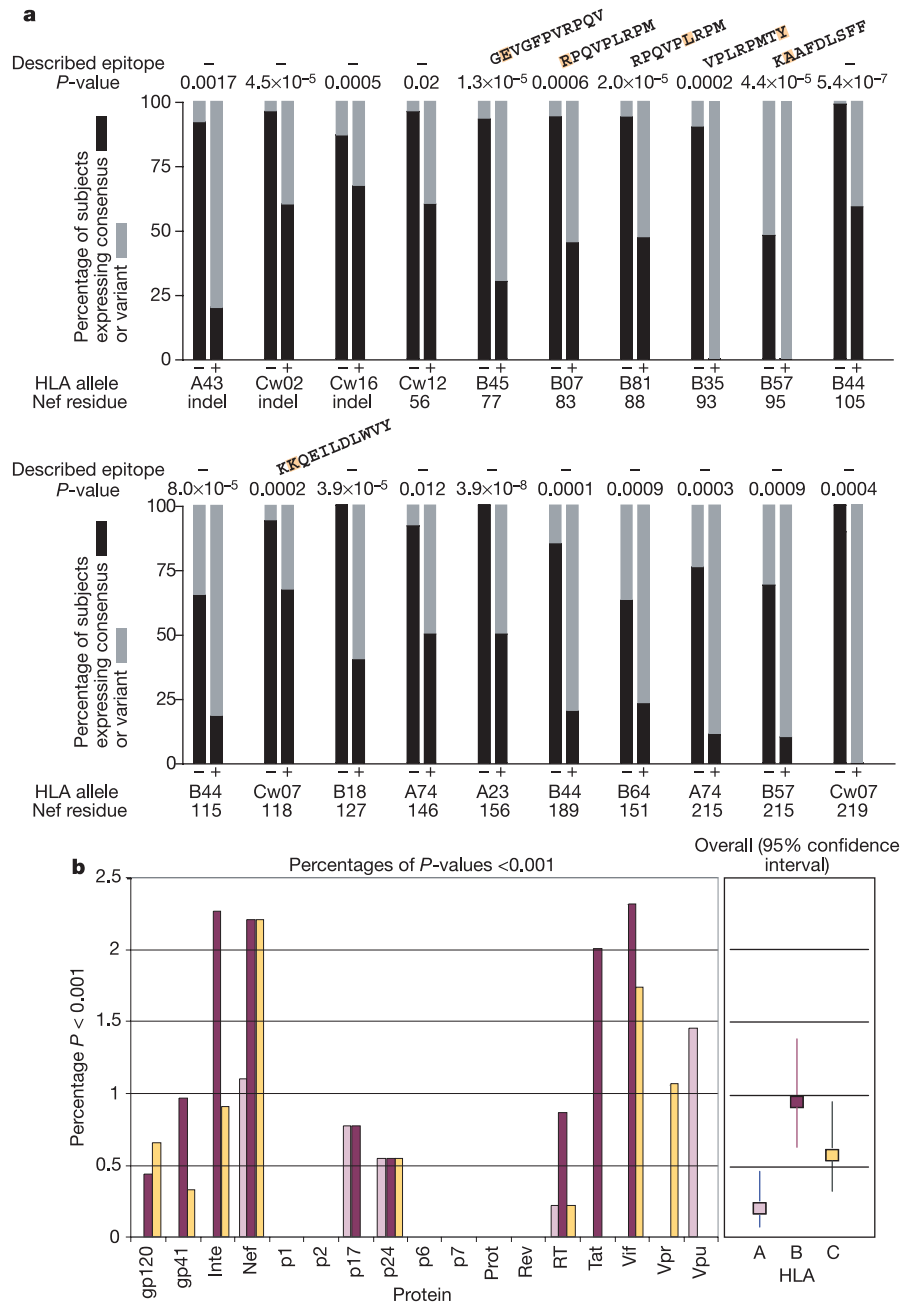 a
GEVGFPVRPQV RPQVPLRPM RPQVPLRPM VPLRPMTY KAAFDLSFF
Described epitope – – – – –
P-value 0.0017 4.5×10⁻⁵ 0.0005 0.02 1.3×10⁻⁵ 0.0006 2.0×10⁻⁵ 0.0002 4.4×10⁻⁵ 5.4×10⁻⁷
Percentage of subjects
expressing consensus
or variant
100
75
50
25
0
– + – + – + – + – + – + – + – + – + – +
HLA allele A43 Cw02 Cw16 Cw12 B45 B07 B81 B35 B57 B44
Nef residue indel indel indel 56 77 83 88 93 95 105
KKQEILDLWVY
Described epitope – – – – – – – – –
P-value 8.0×10⁻⁵ 0.0002 3.9×10⁻⁵ 0.012 3.9×10⁻⁸ 0.0001 0.0009 0.0003 0.0009 0.0004
Percentage of subjects
expressing consensus
or variant
100
75
50
25
0
– + – + – + – + – + – + – + – + – + – +
HLA allele B44 Cw07 B18 A74 A23 B44 B64 A74 B57 Cw07
Nef residue 115 118 127 146 156 189 151 215 215 219
b
Percentages of P-values <0.001
Overall (95% confidence
interval)
Percentage P < 0.001
2.5
2
1.5
1
0.5
0
gp120 gp41 Inte Nef p1 p2 p17 p24 p6 p7 Prot Rev RT Tat Vif Vpr Vpu
Protein
A B C
HLA